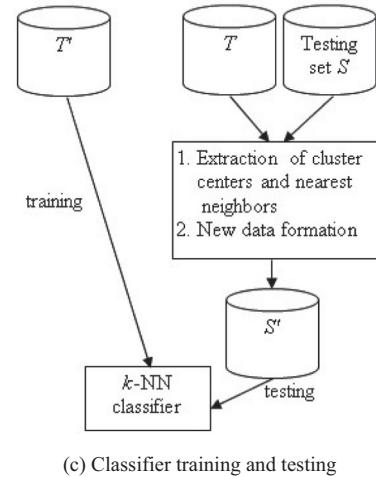 T'
T
Testing
set S
1. Extraction of cluster
centers and nearest
neighbors
2. New data formation
training
S'
k-NN
classifier
testing
(c) Classifier training and testing